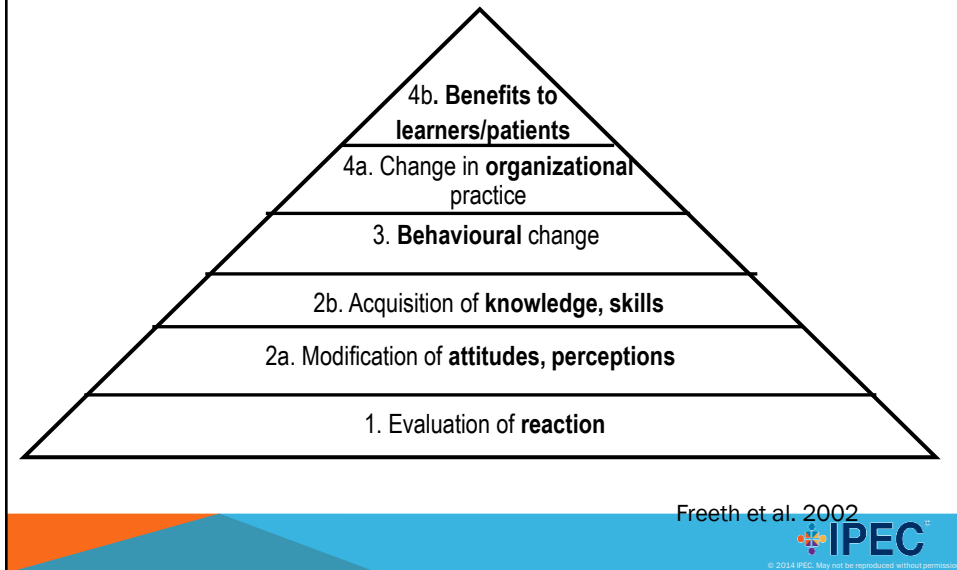 4b. Benefits to
learners/patients
4a. Change in organizational
practice
3. Behavioural change
2b. Acquisition of knowledge, skills
2a. Modification of attitudes, perceptions
1. Evaluation of reaction
Freeth et al. 2002
IPEC
© 2014 IPEC. May not be reproduced without permission